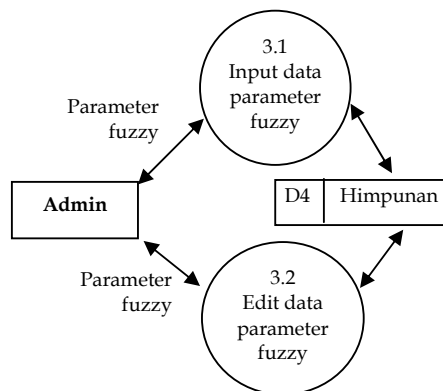 3.1
Input data
parameter
fuzzy
Parameter
fuzzy
Admin
D4 Himpunan
Parameter
fuzzy
3.2
Edit data
parameter
fuzzy